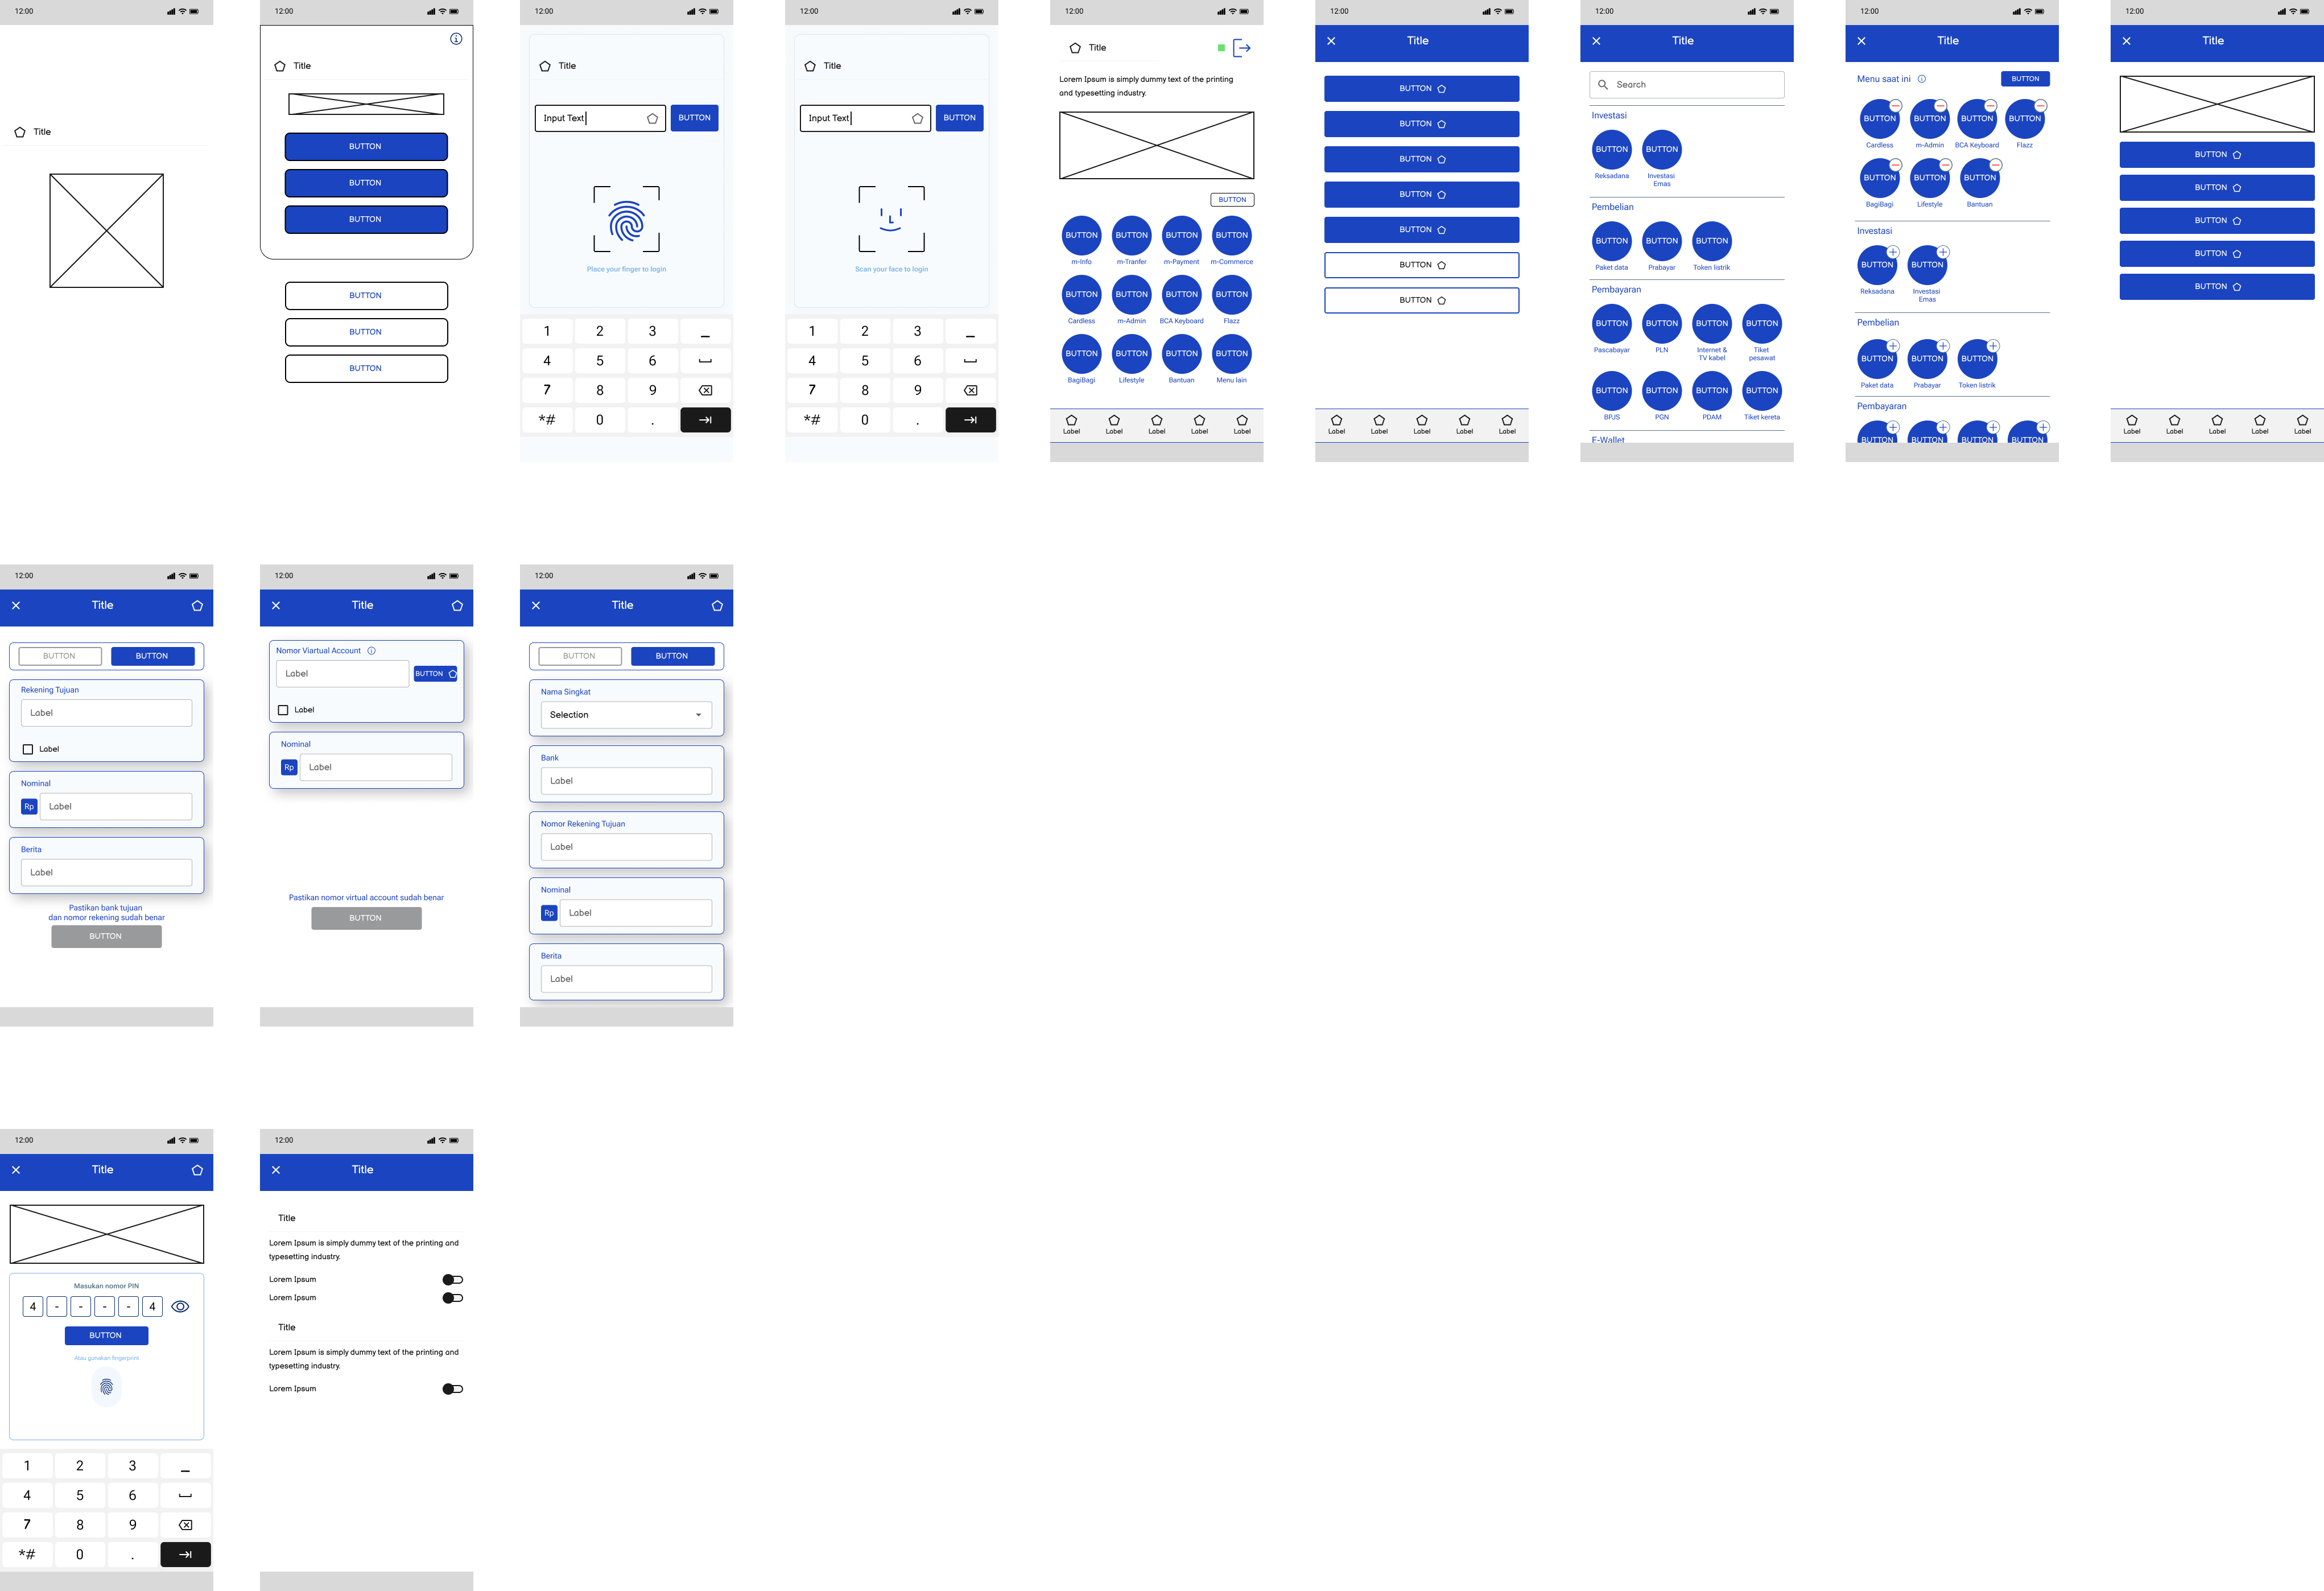 12:00
Title
12:00
Title
BUTTON
BUTTON
BUTTON
BUTTON
BUTTON
BUTTON
12:00
Title
Input Text
BUTTON
Place your finger to login
1 2 3 _
4 5 6
7 8 9
*# 0 .
12:00
Title
Input Text
BUTTON
Scan your face to login
1 2 3 _
4 5 6
7 8 9
*# 0 .
12:00
Title
Lorem Ipsum is simply dummy text of the printing
and typesetting industry.
BUTTON
BUTTON BUTTON BUTTON BUTTON
m-Info m-Tranfer m-Payment m-Commerce
BUTTON BUTTON BUTTON BUTTON
Cardless m-Admin BCA Keyboard Flazz
BUTTON BUTTON BUTTON BUTTON
BagiBagi Lifestyle Bantuan Menu lain
Label Label Label Label Label
12:00
Title
BUTTON
BUTTON
BUTTON
BUTTON
BUTTON
BUTTON
BUTTON
Label Label Label Label Label
12:00
Title
Search
Investasi
BUTTON BUTTON
Reksadana Investasi
Emas
Pembelian
BUTTON BUTTON BUTTON
Paket data Prabayar Token listrik
Pembayaran
BUTTON BUTTON BUTTON BUTTON
Pascabayar PLN Internet & Tiket
TV kabel pesawat
BUTTON BUTTON BUTTON BUTTON
BPJS PGN PDAM Tiket kereta
E-Wallet
12:00
Title
Menu saat ini BUTTON
BUTTON BUTTON BUTTON BUTTON
Cardless m-Admin BCA Keyboard Flazz
BUTTON BUTTON BUTTON
BagiBagi Lifestyle Bantuan
Investasi
BUTTON BUTTON
Reksadana Investasi
Emas
Pembelian
BUTTON BUTTON BUTTON
Paket data Prabayar Token listrik
Pembayaran
BUTTON BUTTON BUTTON BUTTON
12:00
Title
BUTTON
BUTTON
BUTTON
BUTTON
BUTTON
Label Label Label Label Label
12:00
Title
BUTTON BUTTON
Rekening Tujuan
Label
Label
Nominal
Rp Label
Berita
Label
Pastikan bank tujuan
dan nomor rekening sudah benar
BUTTON
12:00
Title
Nomor Viartual Account
Label BUTTON
Label
Nominal
Rp Label
Pastikan nomor virtual account sudah benar
BUTTON
12:00
Title
BUTTON BUTTON
Nama Singkat
Selection
Bank
Label
Nomor Rekening Tujuan
Label
Nominal
Rp Label
Berita
Label
12:00
Title
Masukan nomor PIN
4 - - - - 4
BUTTON
Atau gunakan fingerprint
1 2 3 _
4 5 6
7 8 9
*# 0 .
12:00
Title
Title
Lorem Ipsum is simply dummy text of the printing and
typesetting industry.
Lorem Ipsum
Lorem Ipsum
Title
Lorem Ipsum is simply dummy text of the printing and
typesetting industry.
Lorem Ipsum